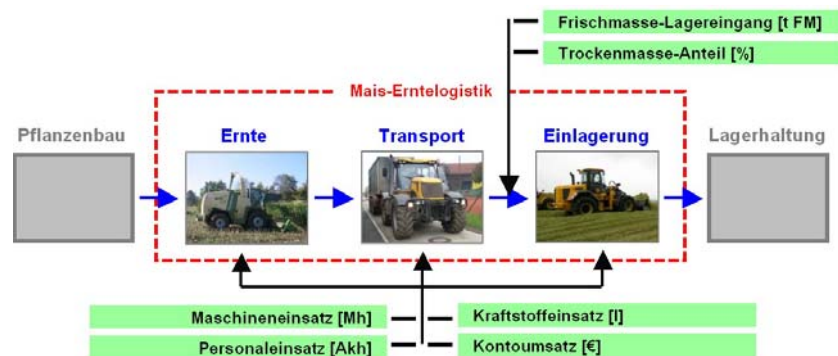 Frischmasse-Lagereingang [t FM]
Trockenmasse-Anteil [%]
Mais-Erntelogistik
Pflanzenbau
Ernte
Transport
Einlagerung
Lagerhaltung
Maschineneinsatz [Mh]
Kraftstoffeinsatz [l]
Personaleinsatz [Akh]
Kontoumsatz [€]